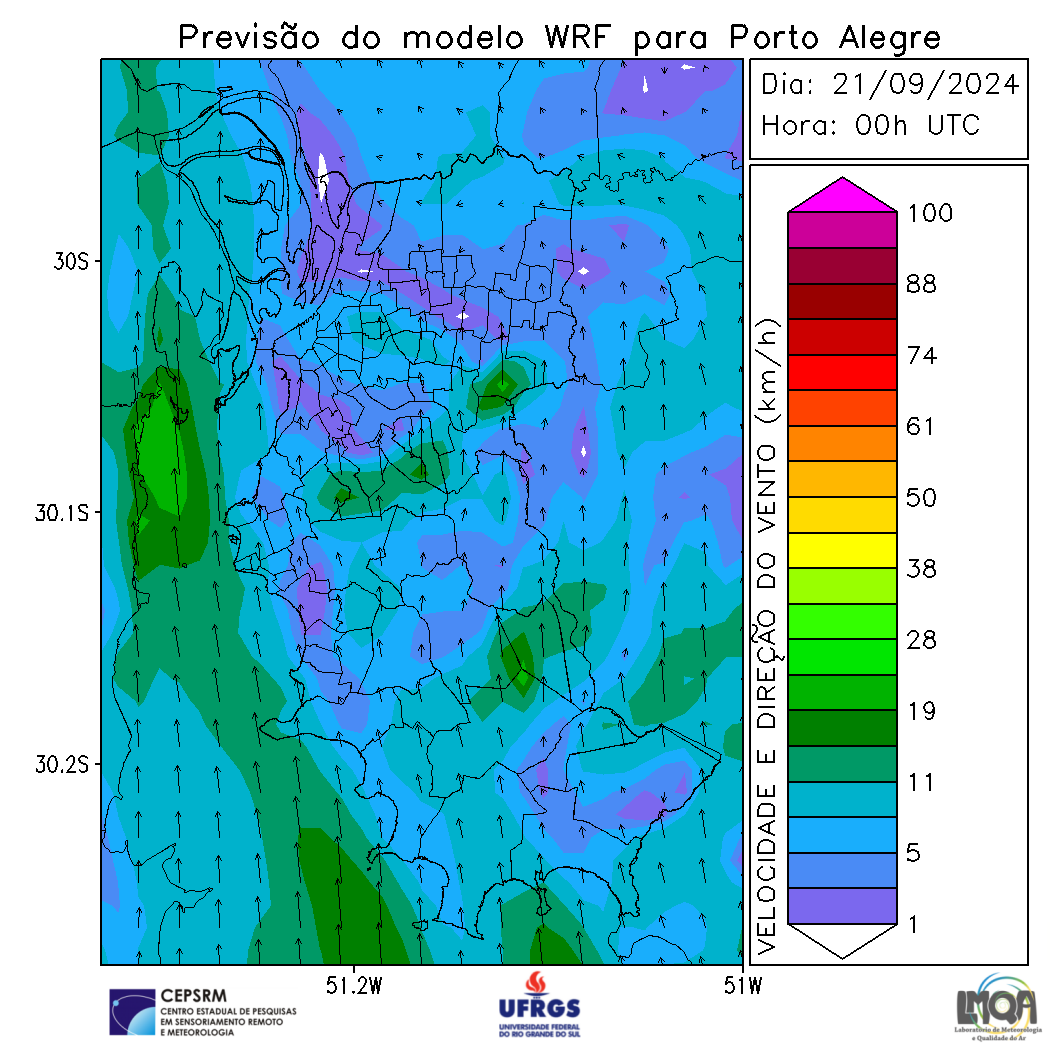 Previsão do modelo WRF para Porto Alegre
Dia: 21/09/2024
Hora: 00h UTC
30S
30.1S
30.2S
51.2W
51W
VELOCIDADE E DIREÇÃO DO VENTO (km/h)
100
88
74
61
50
38
28
19
11
5
1
CEPSRM
CENTRO ESTADUAL DE PESQUISAS
EM SENSORIAMENTO REMOTO
E METEOROLOGIA
UFRGS
UNIVERSIDADE FEDERAL
DO RIO GRANDE DO SUL
LMQA
Laboratório de Meteorologia
e Qualidade do Ar